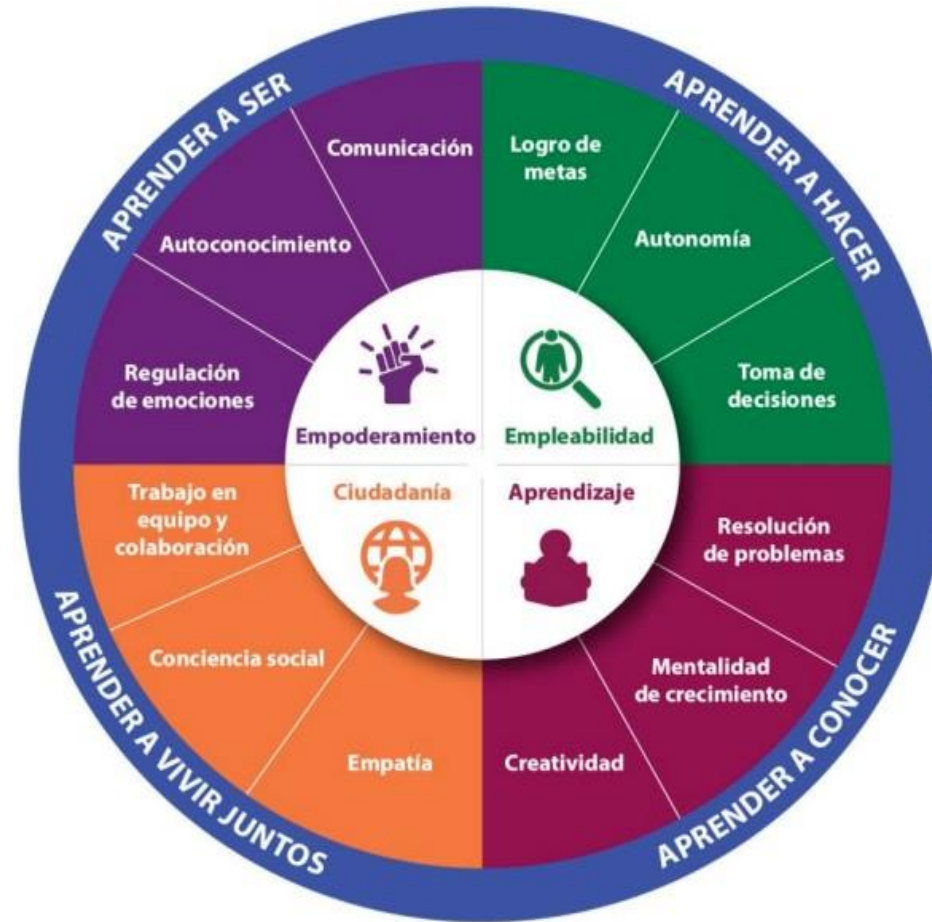 APRENDER A SER
Comunicación
Autoconocimiento
Regulación
de emociones
Empoderamiento
APRENDER A HACER
Logro de
metas
Autonomía
Toma de
decisiones
Empleabilidad
Ciudadanía
Trabajo en
equipo y
colaboración
Conciencia social
Empatía
APRENDER A VIVIR JUNTOS
Aprendizaje
Resolución
de problemas
Mentalidad
de crecimiento
Creatividad
APRENDER A CONOCER